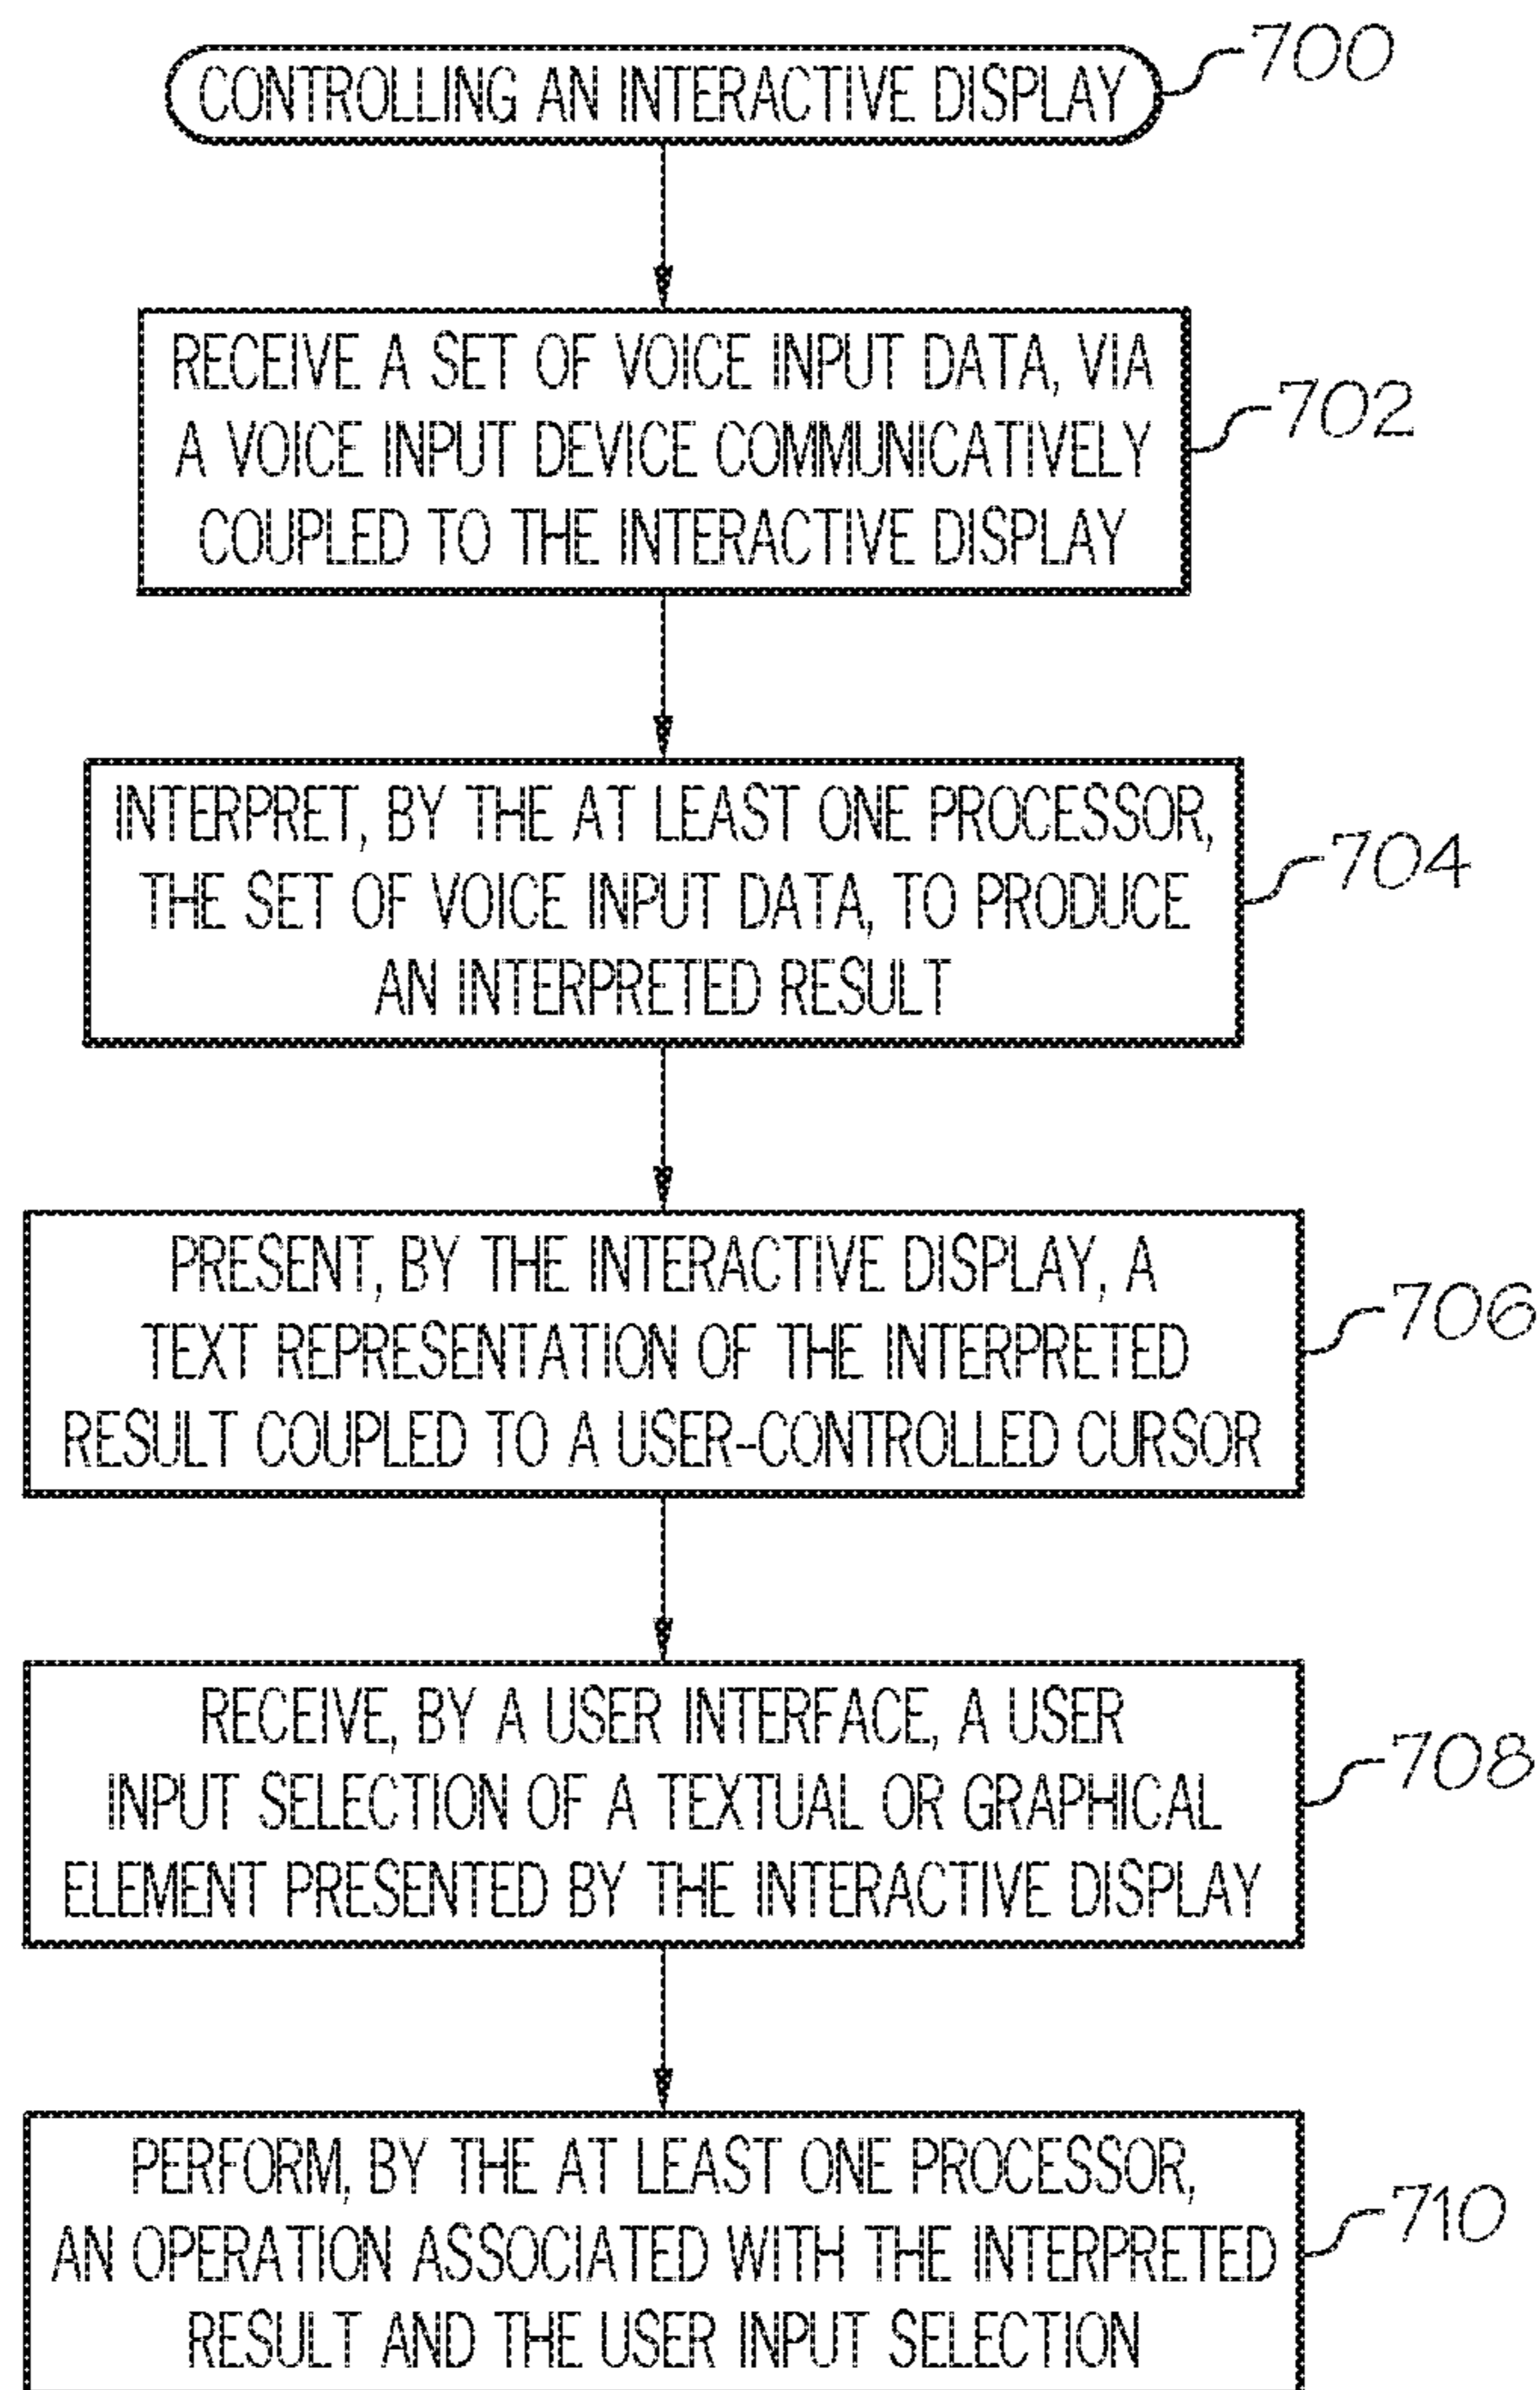 CONTROLLING AN INTERACTIVE DISPLAY
700
RECEIVE A SET OF VOICE INPUT DATA, VIA
A VOICE INPUT DEVICE COMMUNICATIVELY
COUPLED TO THE INTERACTIVE DISPLAY
702
INTERPRET, BY THE AT LEAST ONE PROCESSOR,
THE SET OF VOICE INPUT DATA, TO PRODUCE
AN INTERPRETED RESULT
704
PRESENT, BY THE INTERACTIVE DISPLAY, A
TEXT REPRESENTATION OF THE INTERPRETED
RESULT COUPLED TO A USER-CONTROLLED CURSOR
706
RECEIVE, BY A USER INTERFACE, A USER
INPUT SELECTION OF A TEXTUAL OR GRAPHICAL
ELEMENT PRESENTED BY THE INTERACTIVE DISPLAY
708
PERFORM, BY THE AT LEAST ONE PROCESSOR,
AN OPERATION ASSOCIATED WITH THE INTERPRETED
RESULT AND THE USER INPUT SELECTION
710